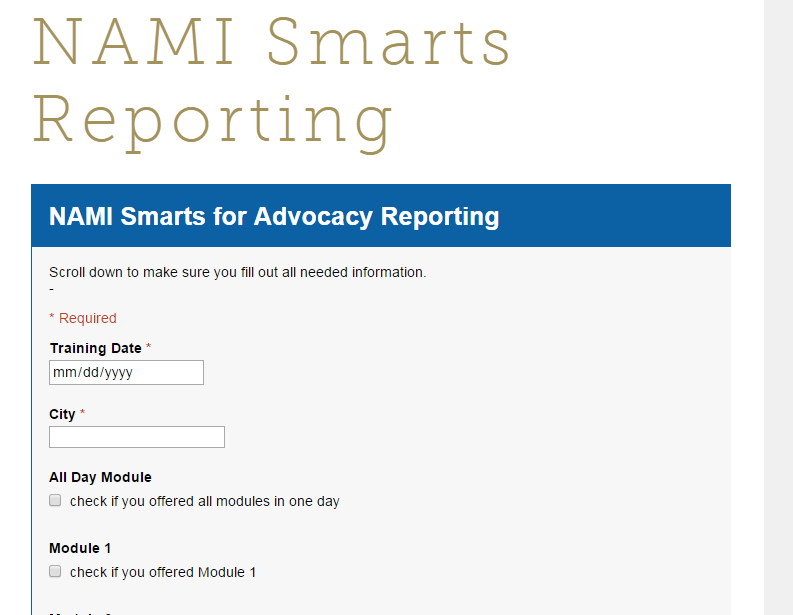 NAMI Smarts
Reporting
NAMI Smarts for Advocacy Reporting
Scroll down to make sure you fill out all needed information.
-
* Required
Training Date *
mm/dd/yyyy
City *
All Day Module
check if you offered all modules in one day
Module 1
check if you offered Module 1